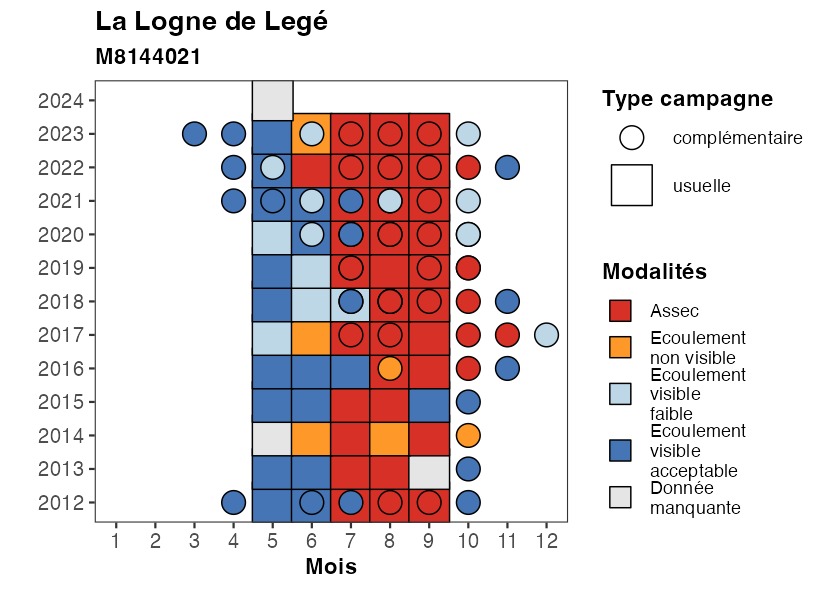 La Logne de Legé
M8144021
2024
2023
2022
2021
2020
2019
2018
2017
2016
2015
2014
2013
2012
1 2 3 4 5 6 7 8 9 10 11 12
Mois
Type campagne
complémentaire
usuelle
Modalités
Assec
Ecoulement
non visible
Ecoulement
visible
faible
Ecoulement
visible
acceptable
Donnée
manquante